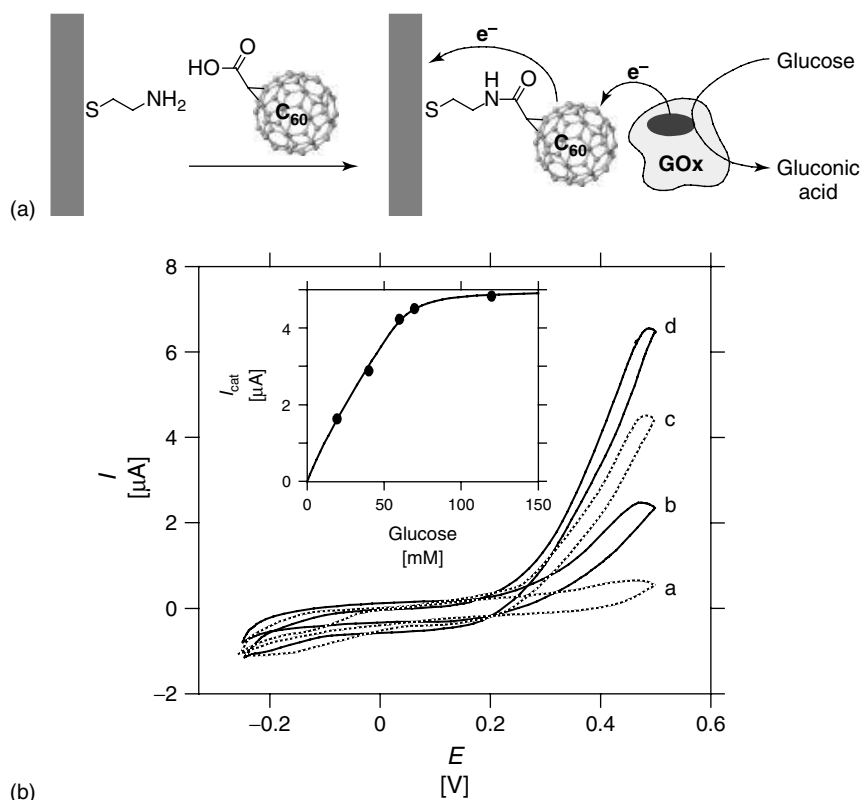 HO
O
S
NH2
C60
(a)
e−
e−
S
H
N
O
C60
GOx
Glucose
Gluconic
acid
8
6
4
2
0
−2
I
[μA]
−0.2
0
0.2
0.4
0.6
E
[V]
d
c
b
a
4
2
0
Icat
[μA]
0
50
100
150
Glucose
[mM]
(b)